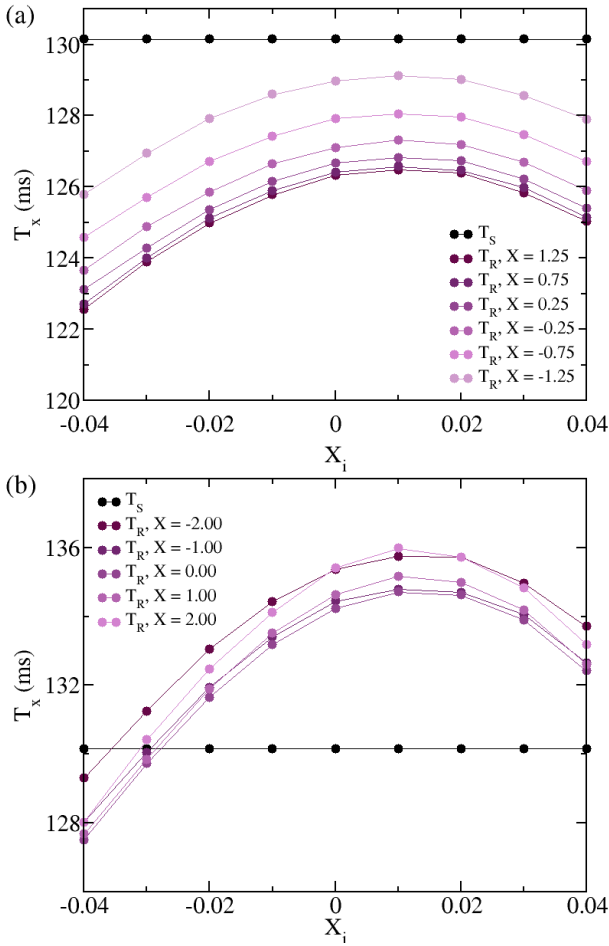 (a)
130
128
126
124
122
120
T_x (ms)
T_S
T_R, X = 1.25
T_R, X = 0.75
T_R, X = 0.25
T_R, X = -0.25
T_R, X = -0.75
T_R, X = -1.25
-0.04 -0.02 0 0.02 0.04
X_i
(b)
T_S
T_R, X = -2.00
T_R, X = -1.00
T_R, X = 0.00
T_R, X = 1.00
T_R, X = 2.00
136
132
128
T_x (ms)
-0.04 -0.02 0 0.02 0.04
X_i